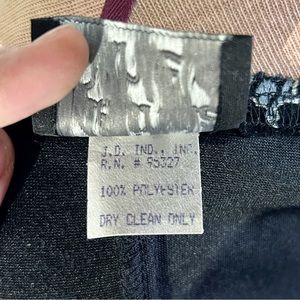 J.D. IND., INC.
R.N. # 95327
100% POLYESTER
DRY CLEAN ONLY